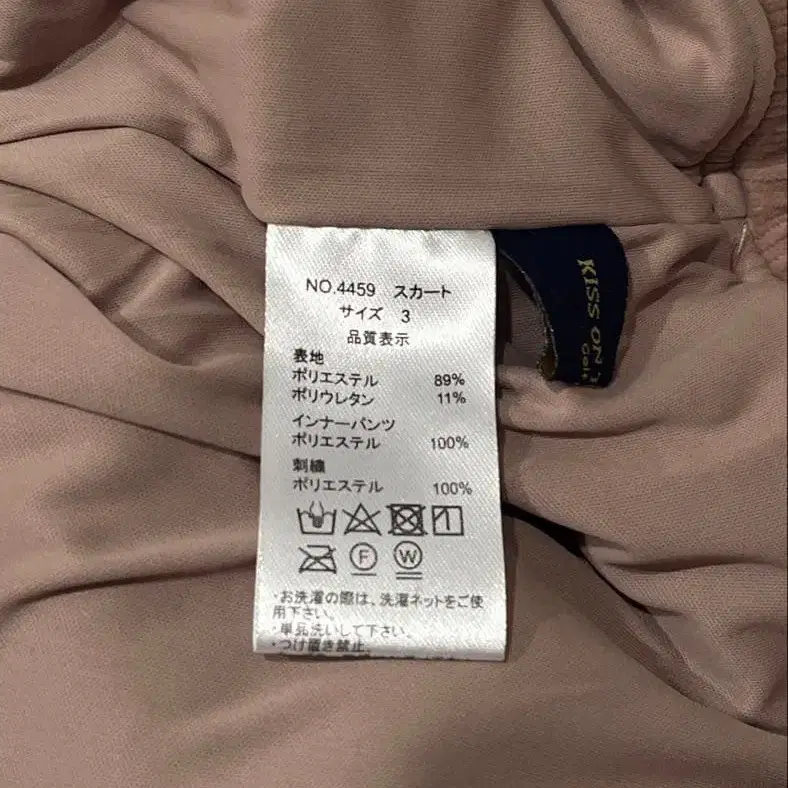 NO.4459 スカート
サイズ 3
品質表示
表地
ポリエステル 89%
ポリウレタン 11%
インナーパンツ
ポリエステル 100%
刺繍
ポリエステル 100%
F W
・お洗濯の際は、洗濯ネットをご使
用下さい。
・単品洗いして下さい。
・つけ置き禁止。
KISS ON